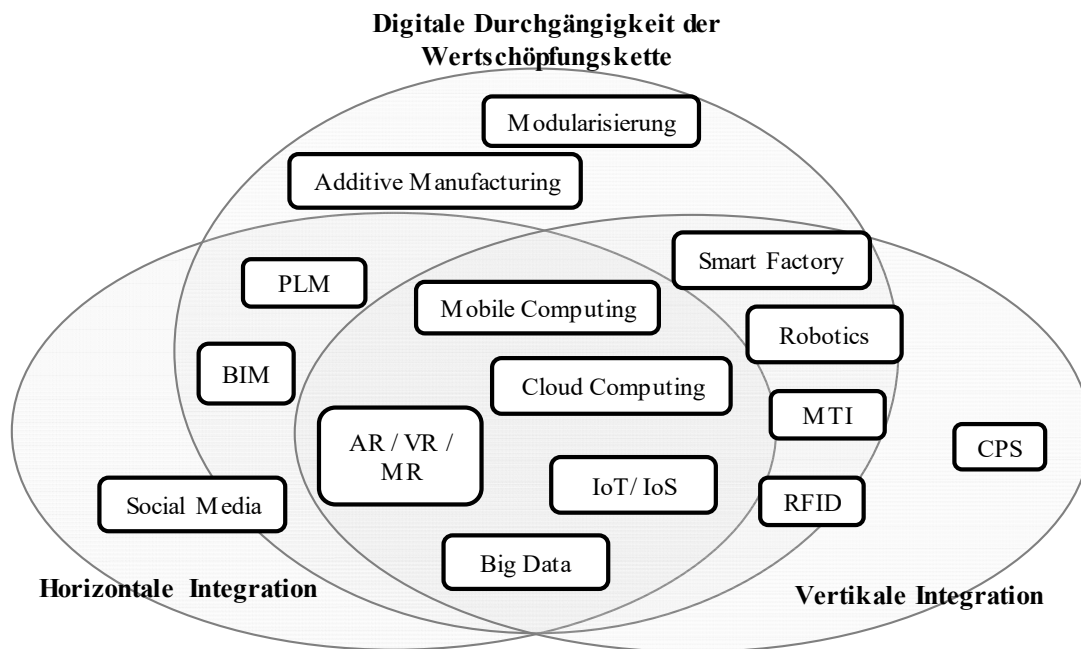 Digitale Durchgängigkeit der
Wertschöpfungskette
Modularisierung
Additive Manufacturing
Smart Factory
PLM
Mobile Computing
Robotics
BIM
Cloud Computing
MTI
AR / VR /
MR
CPS
IoT/ IoS
Social Media
RFID
Big Data
Horizontale Integration
Vertikale Integration